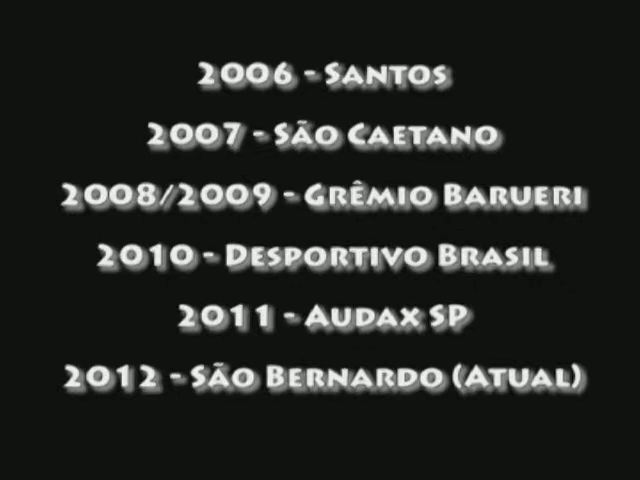 2006 - Santos
2007 - São Caetano
2008/2009 - Grêmio Barueri
2010 - Desportivo Brasil
2011 - Audax SP
2012 - São Bernardo (Atual)